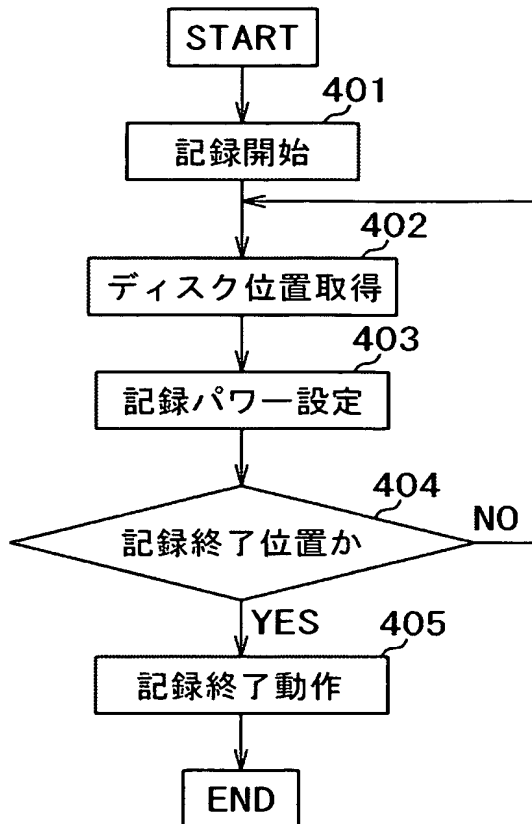 START
401
記録開始
402
ディスク位置取得
403
記録パワー設定
404
記録終了位置か
NO
YES
405
記録終了動作
END